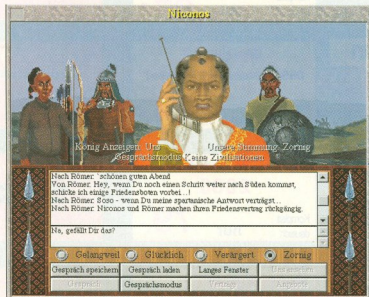 Niconos
König Anzeigen Uns Unsere Stimmung: Zornig
Gesprächsmodus Keine Zivilisationen
Nach Römer: 'schönen guten Abend
Von Römer: Hey, wenn Du noch einen Schritt weiter nach Süden kommst,
schicke ich einige Friedensboten vorbei...!
Nach Römer: Soso - wenn Du meine spartanische Antwort verträgst...
Nach Römer: Niconos und Römer machen ihren Friedensvertrag rückgängig.
Na, gefällt Dir das?
Gelangweilt Glücklich Verärgert Zornig
Gespräch speichern Gespräch laden Langes Fenster
Gespräch Gesprächsmodus Verträge